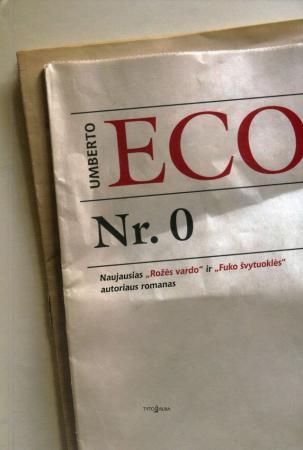 UMBERTO
ECO
Nr. 0
Naujausias „Rožės vardo“ ir „Fuko švytuoklės“
autoriaus romanas
TYTO ALBA